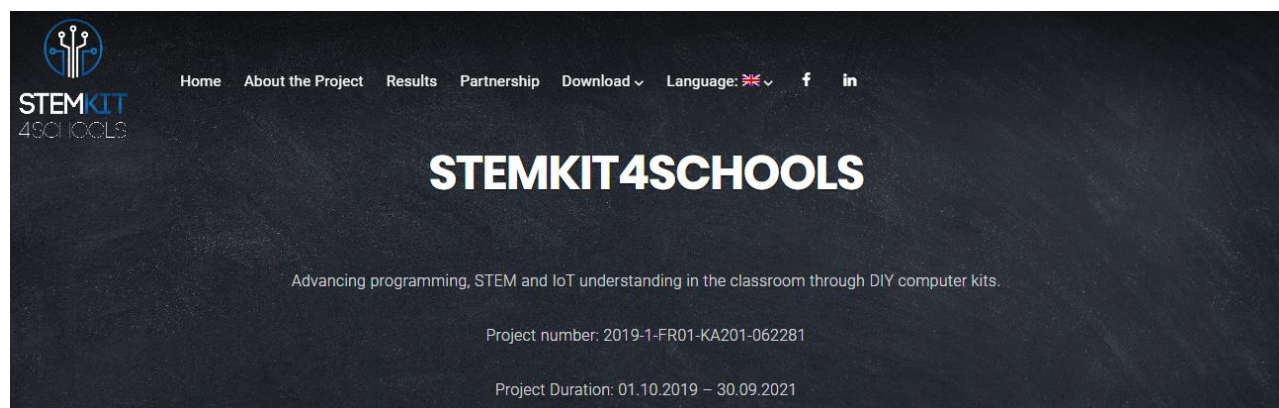 STEMKIT
4SCHOOLS
Home About the Project Results Partnership Download Language: f in
STEMKIT4SCHOOLS
Advancing programming, STEM and IoT understanding in the classroom through DIY computer kits.
Project number: 2019-1-FR01-KA201-062281
Project Duration: 01.10.2019 – 30.09.2021